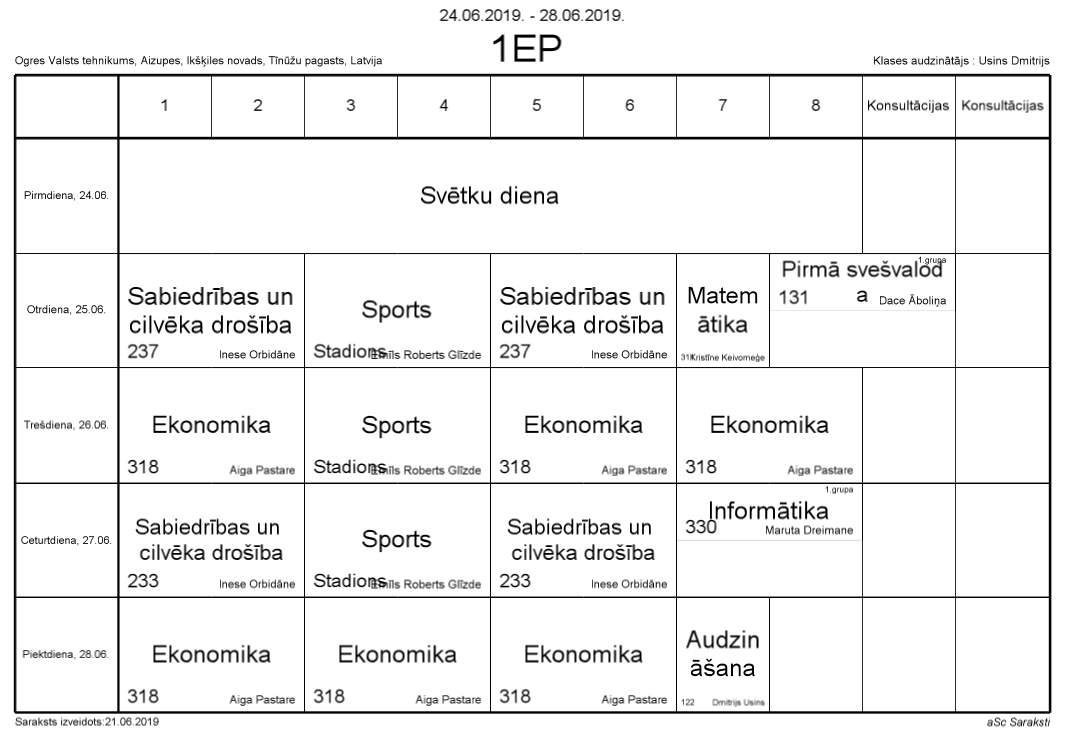 24.06.2019. - 28.06.2019.
1EP
Ogres Valsts tehnikums, Aizupes, Ikšķiles novads, Tīnūžu pagasts, Latvija
Klases audzinātājs : Usins Dmitrijs
1 2 3 4 5 6 7 8 Konsultācijas Konsultācijas
Pirmdiena, 24.06.
Svētku diena
Otrdiena, 25.06.
Sabiedrības un
cilvēka drošība
237 Inese Orbidāne
Sports
Stadions Emīls Roberts Glīzde
Sabiedrības un
cilvēka drošība
237 Inese Orbidāne
Matem
ātika
Kristīne Keivomeģe
1.grupa
Pirmā svešvalod
a
131 Dace Āboliņa
Trešdiena, 26.06.
Ekonomika
318 Aiga Pastare
Sports
Stadions Emīls Roberts Glīzde
Ekonomika
318 Aiga Pastare
Ekonomika
318 Aiga Pastare
Ceturtdiena, 27.06.
Sabiedrības un
cilvēka drošība
233 Inese Orbidāne
Sports
Stadions Emīls Roberts Glīzde
Sabiedrības un
cilvēka drošība
233 Inese Orbidāne
1.grupa
Informātika
330 Maruta Dreimane
Piektdiena, 28.06.
Ekonomika
318 Aiga Pastare
Ekonomika
318 Aiga Pastare
Ekonomika
318 Aiga Pastare
Audzin
āšana
122 Dmitrijs Usins
Saraksts izveidots:21.06.2019
aSc Saraksti